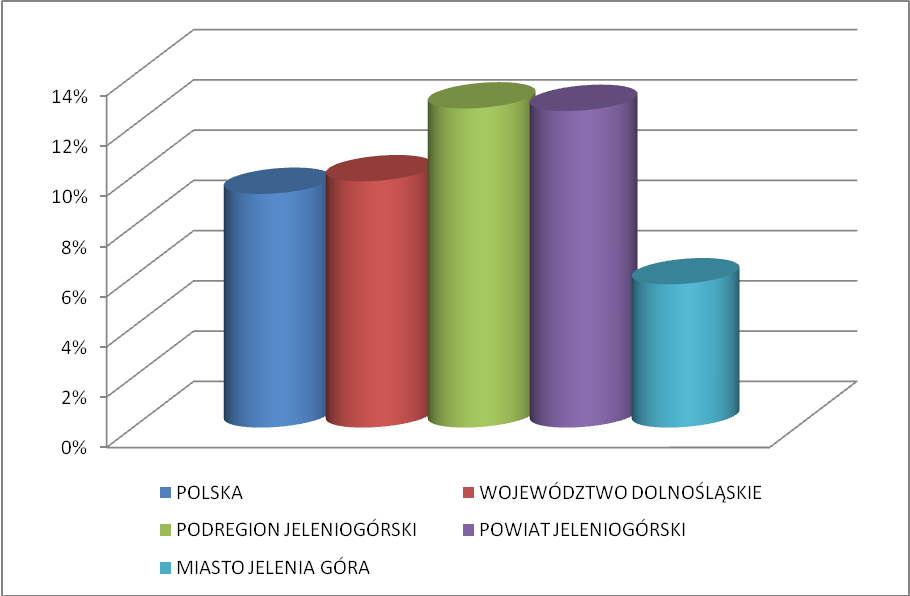 14%
12%
10%
8%
6%
4%
2%
0%
POLSKA
WOJEWÓDZTWO DOLNOŚLĄSKIE
PODREGION JELENIOGÓRSKI
POWIAT JELENIOGÓRSKI
MIASTO JELENIA GÓRA